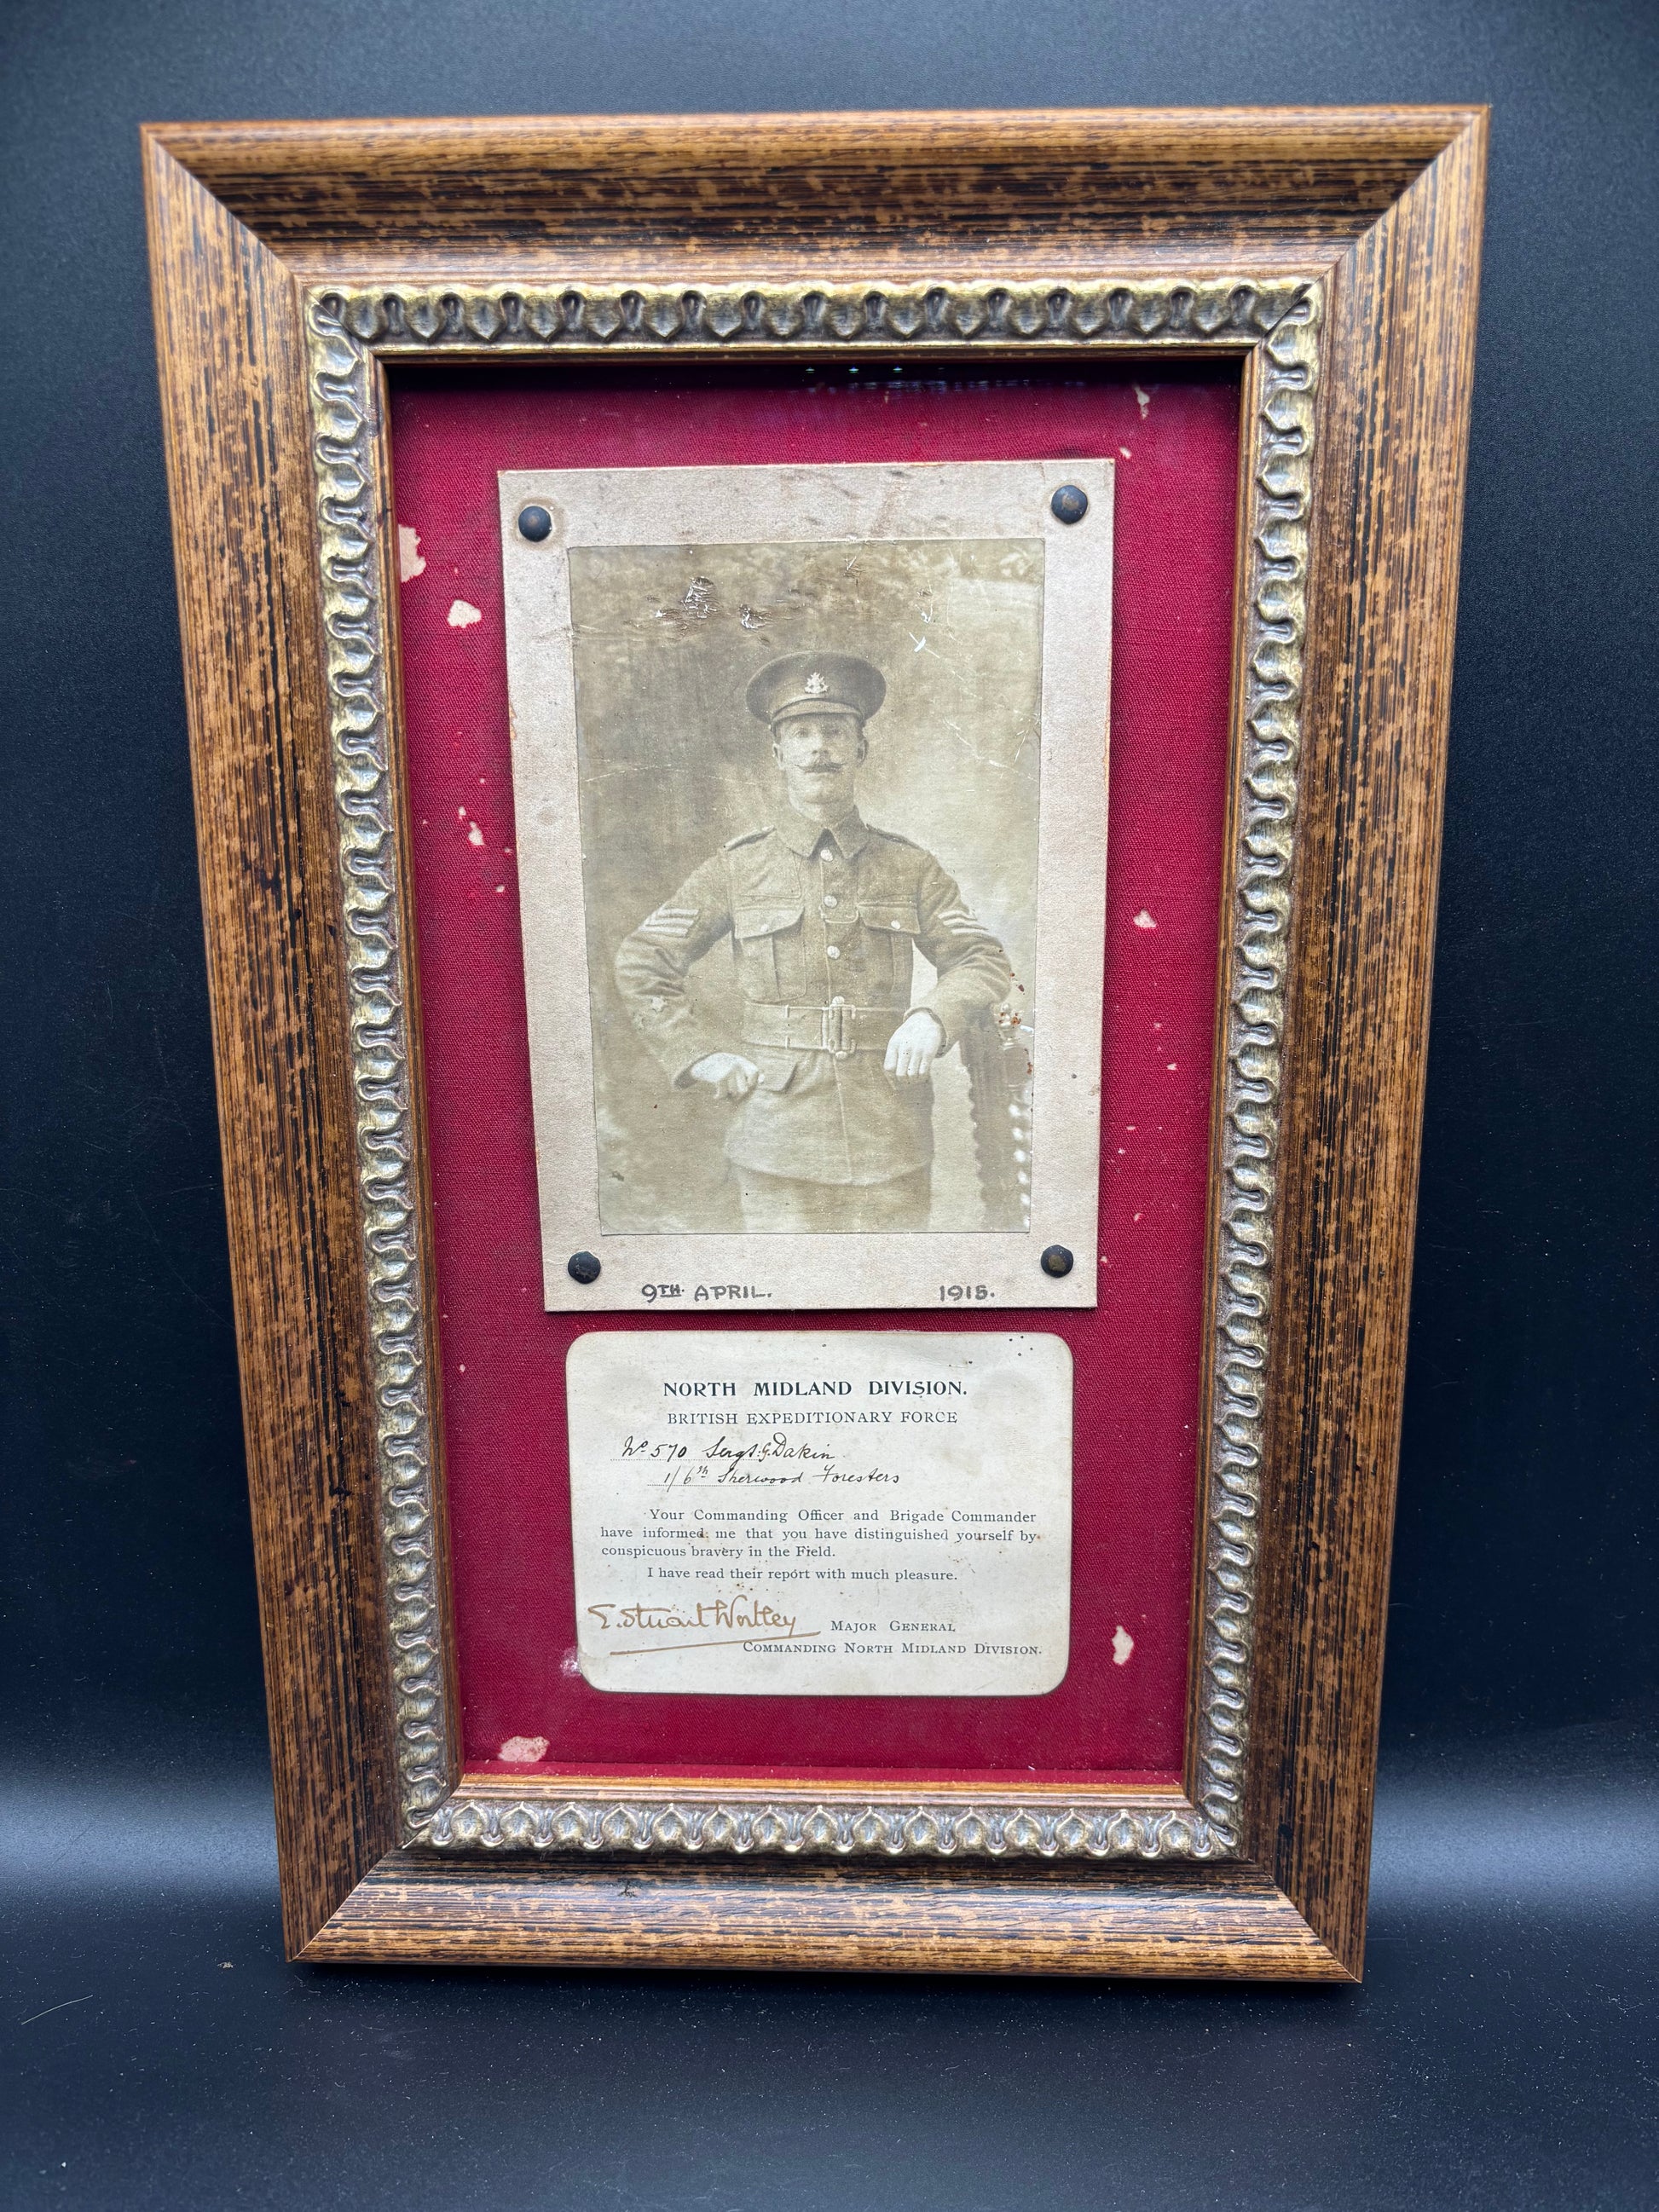 9TH. APRIL. 1915.
NORTH MIDLAND DIVISION.
BRITISH EXPEDITIONARY FORCE
No 570 Sergt. G. Dakin
1/6th Sherwood Foresters
Your Commanding Officer and Brigade Commander
have informed me that you have distinguished yourself by
conspicuous bravery in the Field.
I have read their report with much pleasure.
E. Stuart Wortley MAJOR GENERAL
COMMANDING NORTH MIDLAND DIVISION.